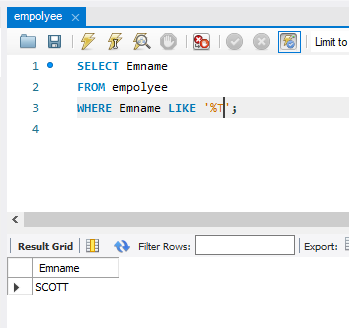 empolyee
Limit to
1 SELECT Emname
2 FROM empolyee
3 WHERE Emname LIKE '%T';
4
Result Grid Filter Rows: Export:
Emname
SCOTT